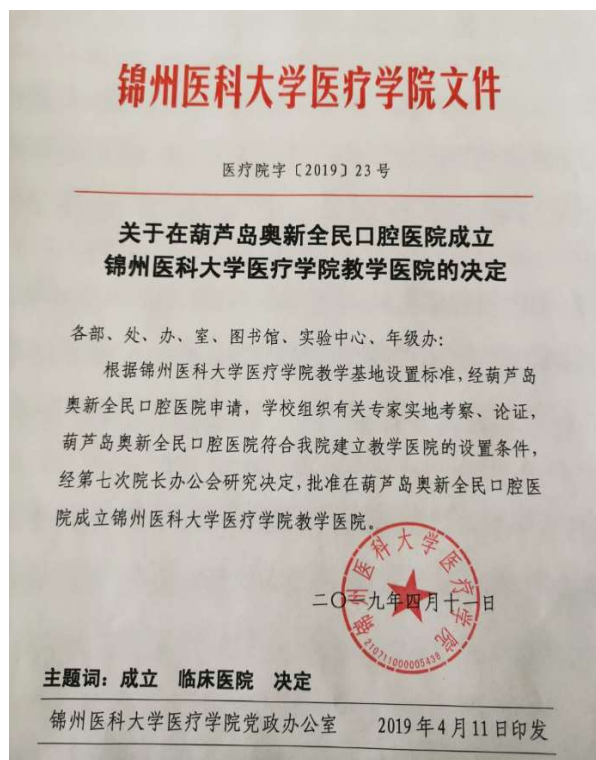 锦州医科大学医疗学院文件
医疗院字〔2019〕23号
关于在葫芦岛奥新全民口腔医院成立
锦州医科大学医疗学院教学医院的决定
各部、处、办、室、图书馆、实验中心、年级办：
根据锦州医科大学医疗学院教学基地设置标准，经葫芦岛
奥新全民口腔医院申请，学校组织有关专家实地考察、论证，
葫芦岛奥新全民口腔医院符合我院建立教学医院的设置条件，
经第七次院长办公会研究决定，批准在葫芦岛奥新全民口腔医
院成立锦州医科大学医疗学院教学医院。
锦州医科大学医疗学院
二〇一九年四月十一日
210711000005438
主题词：成立 临床医院 决定
锦州医科大学医疗学院党政办公室 2019年4月11日印发